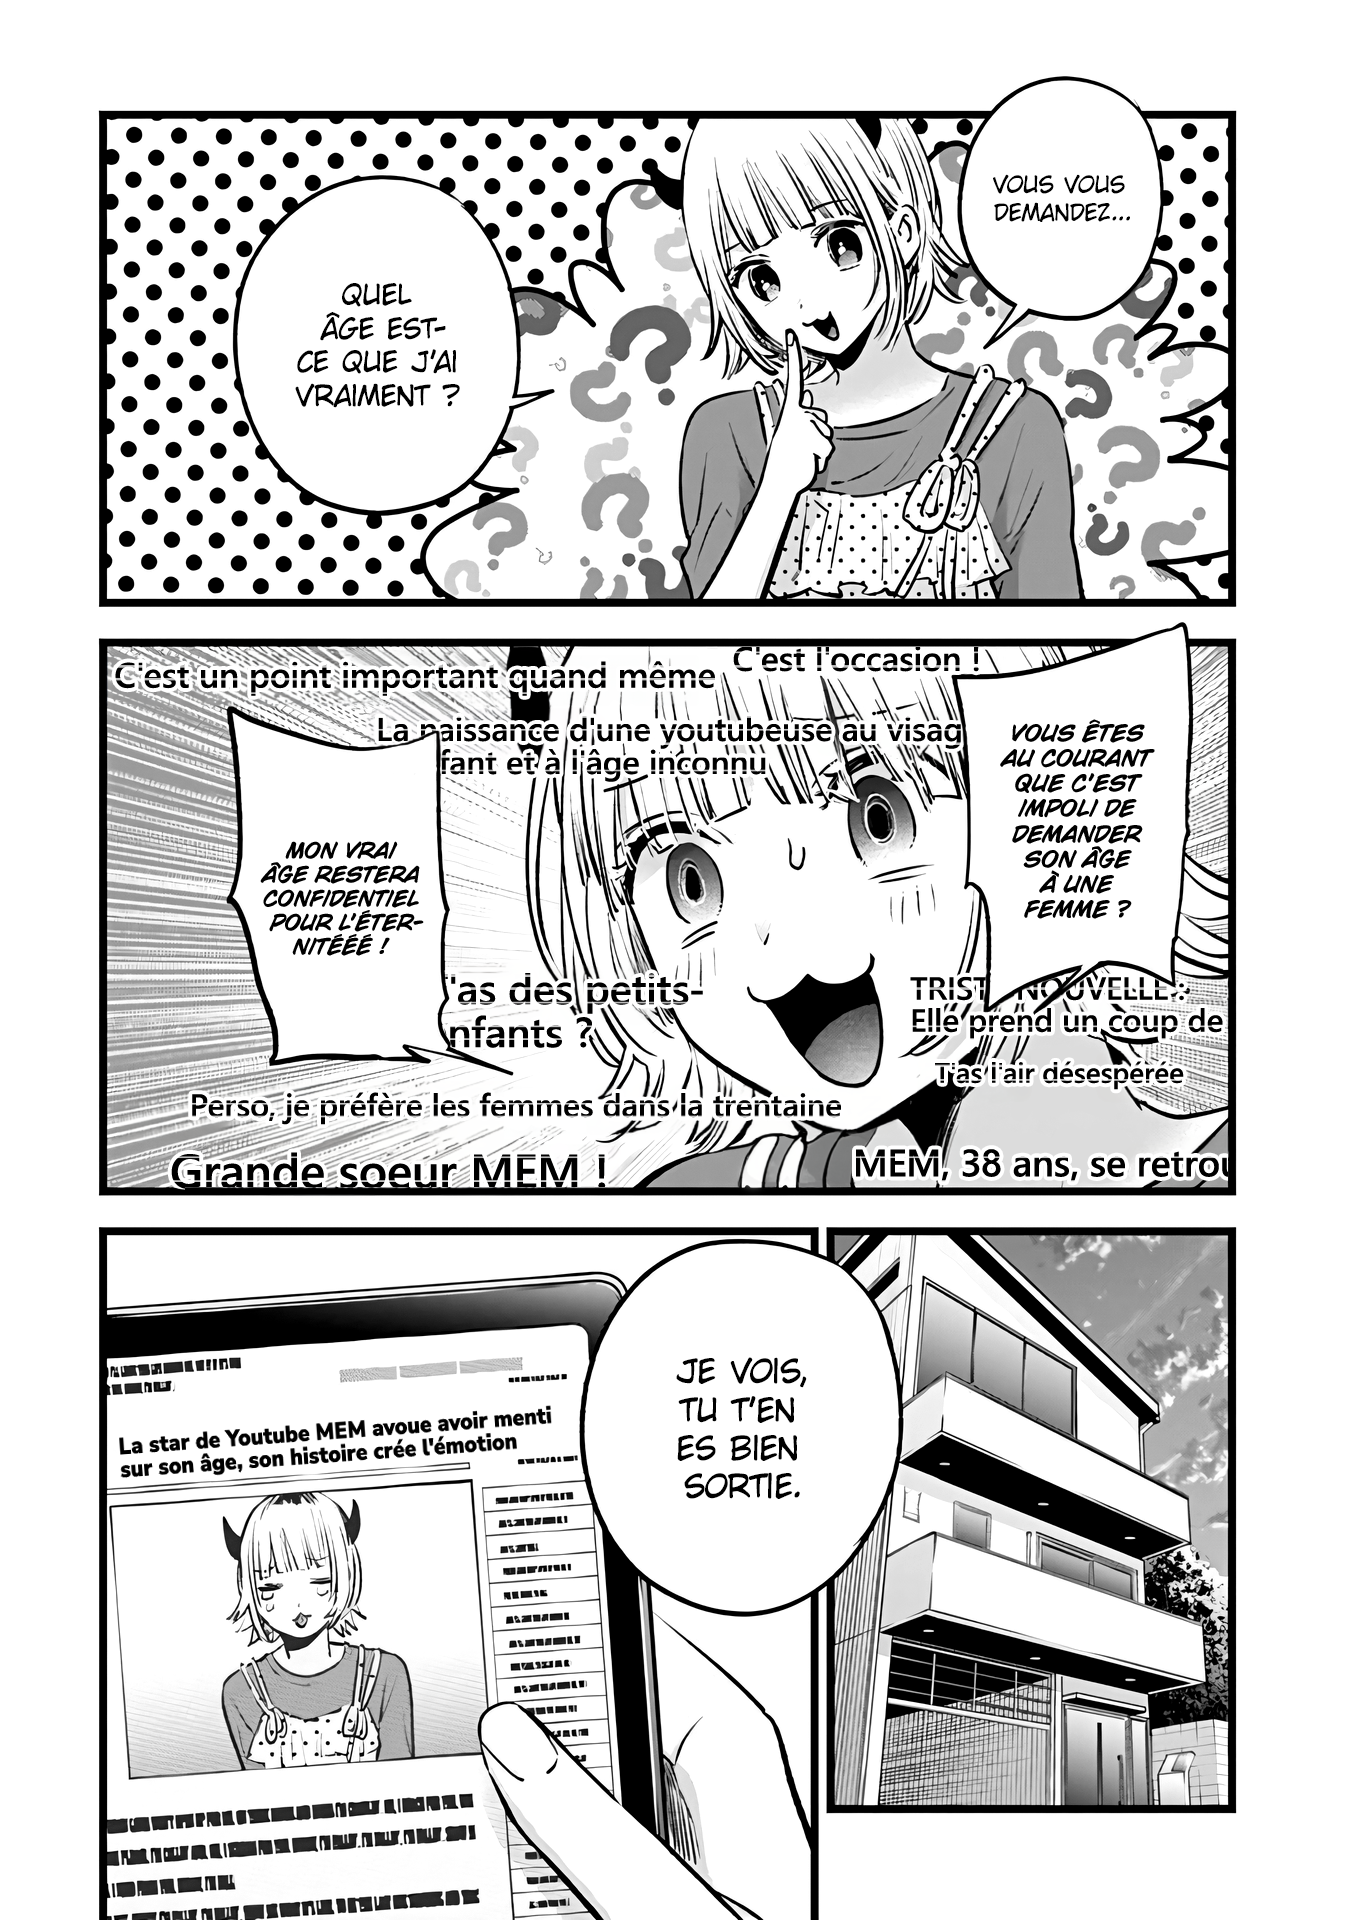 VOUS VOUS
DEMANDEZ...
QUEL
ÂGE EST-
CE QUE J'AI
VRAIMENT ?
C'est un point important quand même
C'est l'occasion !
La naissance d'une youtubeuse au visag
fant et à l'âge inconnu
VOUS ÊTES
AU COURANT
QUE C'EST
IMPOLI DE
DEMANDER
SON ÂGE
À UNE
FEMME ?
MON VRAI
ÂGE RESTERA
CONFIDENTIEL
POUR L'ÉTER-
NITÉÉÉ !
'as des petits-
nfants ?
TRIST NOUVELLE :
Elle prend un coup de
T'as l'air désespérée
Perso, je préfère les femmes dans la trentaine
Grande soeur MEM !
MEM, 38 ans, se retrou
JE VOIS,
TU T'EN
ES BIEN
SORTIE.
La star de Youtube MEM avoue avoir menti
sur son âge, son histoire crée l'émotion